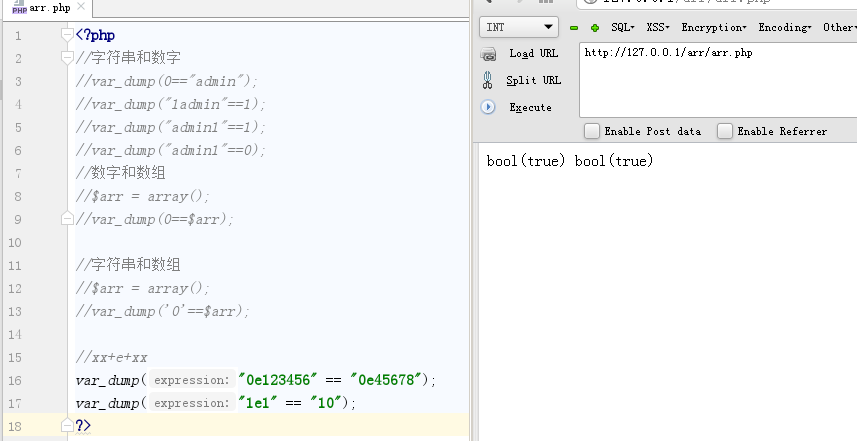 arr.php
1 <?php
2 //字符串和数字
3 //var_dump(0=="admin");
4 //var_dump("1admin"==1);
5 //var_dump("admin1"==1);
6 //var_dump("admin1"==0);
7 //数字和数组
8 //$arr = array();
9 //var_dump(0==$arr);
10
11 //字符串和数组
12 //$arr = array();
13 //var_dump('0'==$arr);
14
15 //xx+e+xx
16 var_dump( expression: "0e123456" == "0e45678");
17 var_dump( expression: "1e1" == "10");
18 ?>
INT SQL▾ XSS▾ Encryption▾ Encoding▾ Other▾
Load URL
Split URL
Execute
http://127.0.0.1/arr/arr.php
Enable Post data Enable Referrer
bool(true) bool(true)